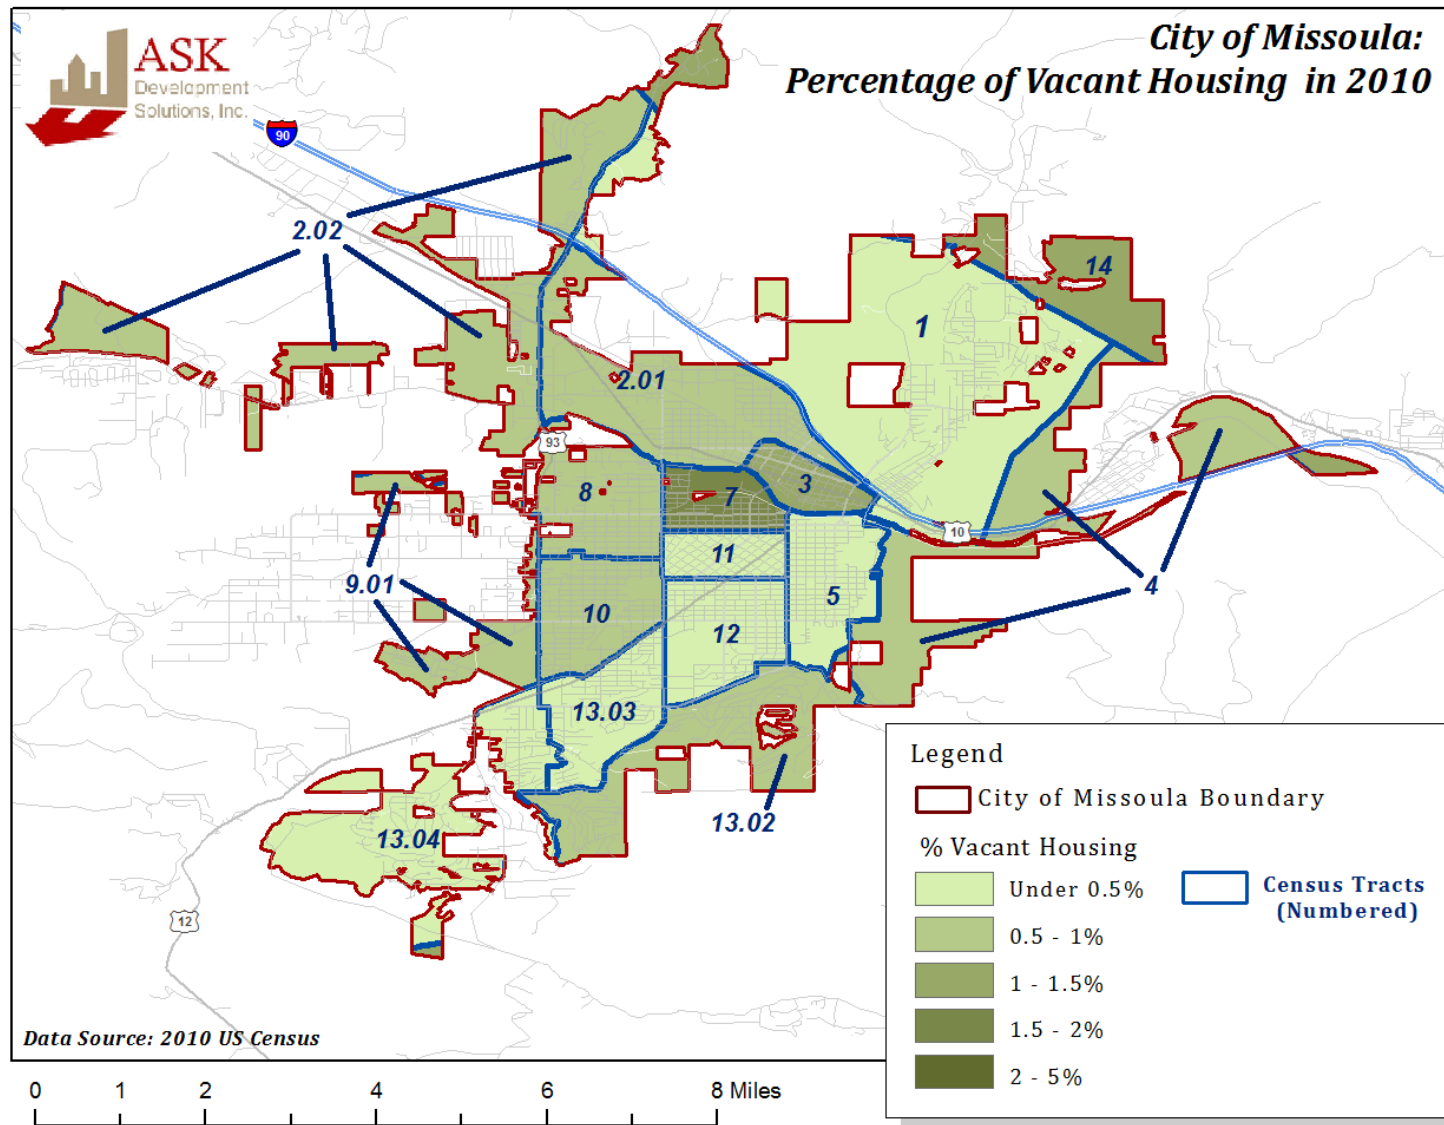 City of Missoula:
Percentage of Vacant Housing in 2010
ASK
Development
Solutions, Inc.
90
2.02
14
1
2.01
93
8
7
3
10
11
9.01
5
4
10
12
13.03
13.02
13.04
12
Legend
City of Missoula Boundary
% Vacant Housing
Under 0.5%
0.5 - 1%
1 - 1.5%
1.5 - 2%
2 - 5%
Census Tracts
(Numbered)
Data Source: 2010 US Census
0 1 2 4 6 8 Miles